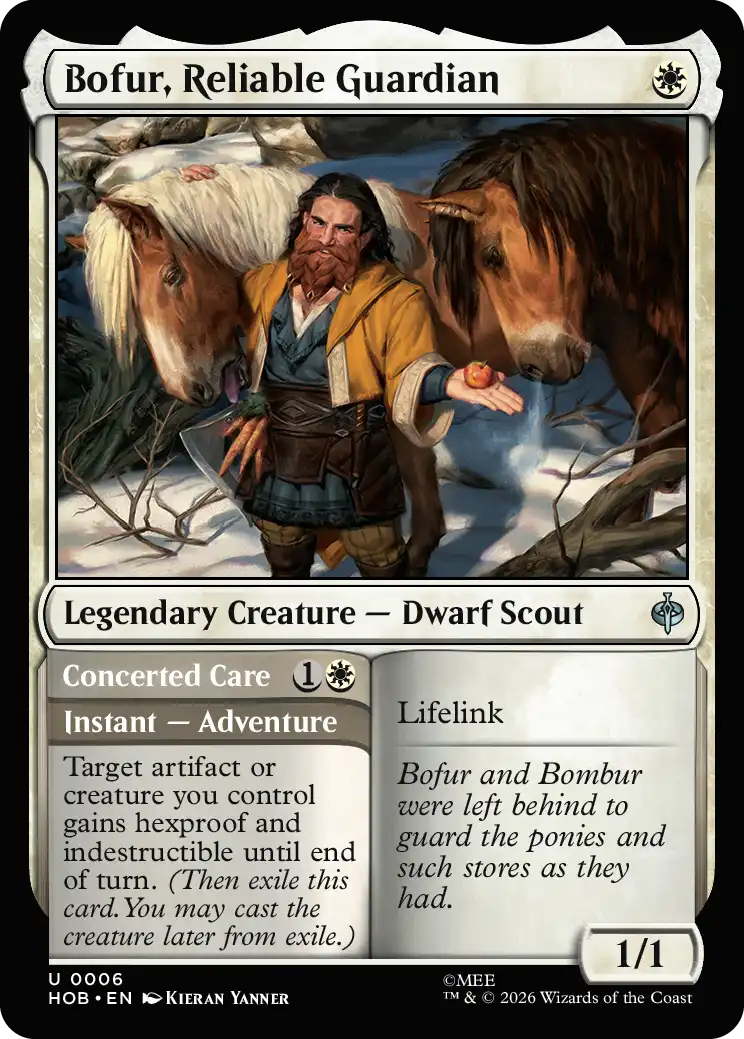 Bofur, Reliable Guardian
Legendary Creature — Dwarf Scout
Concerted Care 1
Instant — Adventure
Target artifact or
creature you control
gains hexproof and
indestructible until end
of turn. (Then exile this
card. You may cast the
creature later from exile.)
Lifelink
Bofur and Bombur
were left behind to
guard the ponies and
such stores as they
had.
1/1
U 0006
HOB • EN KIERAN YANNER
©MEE
™ & © 2026 Wizards of the Coast